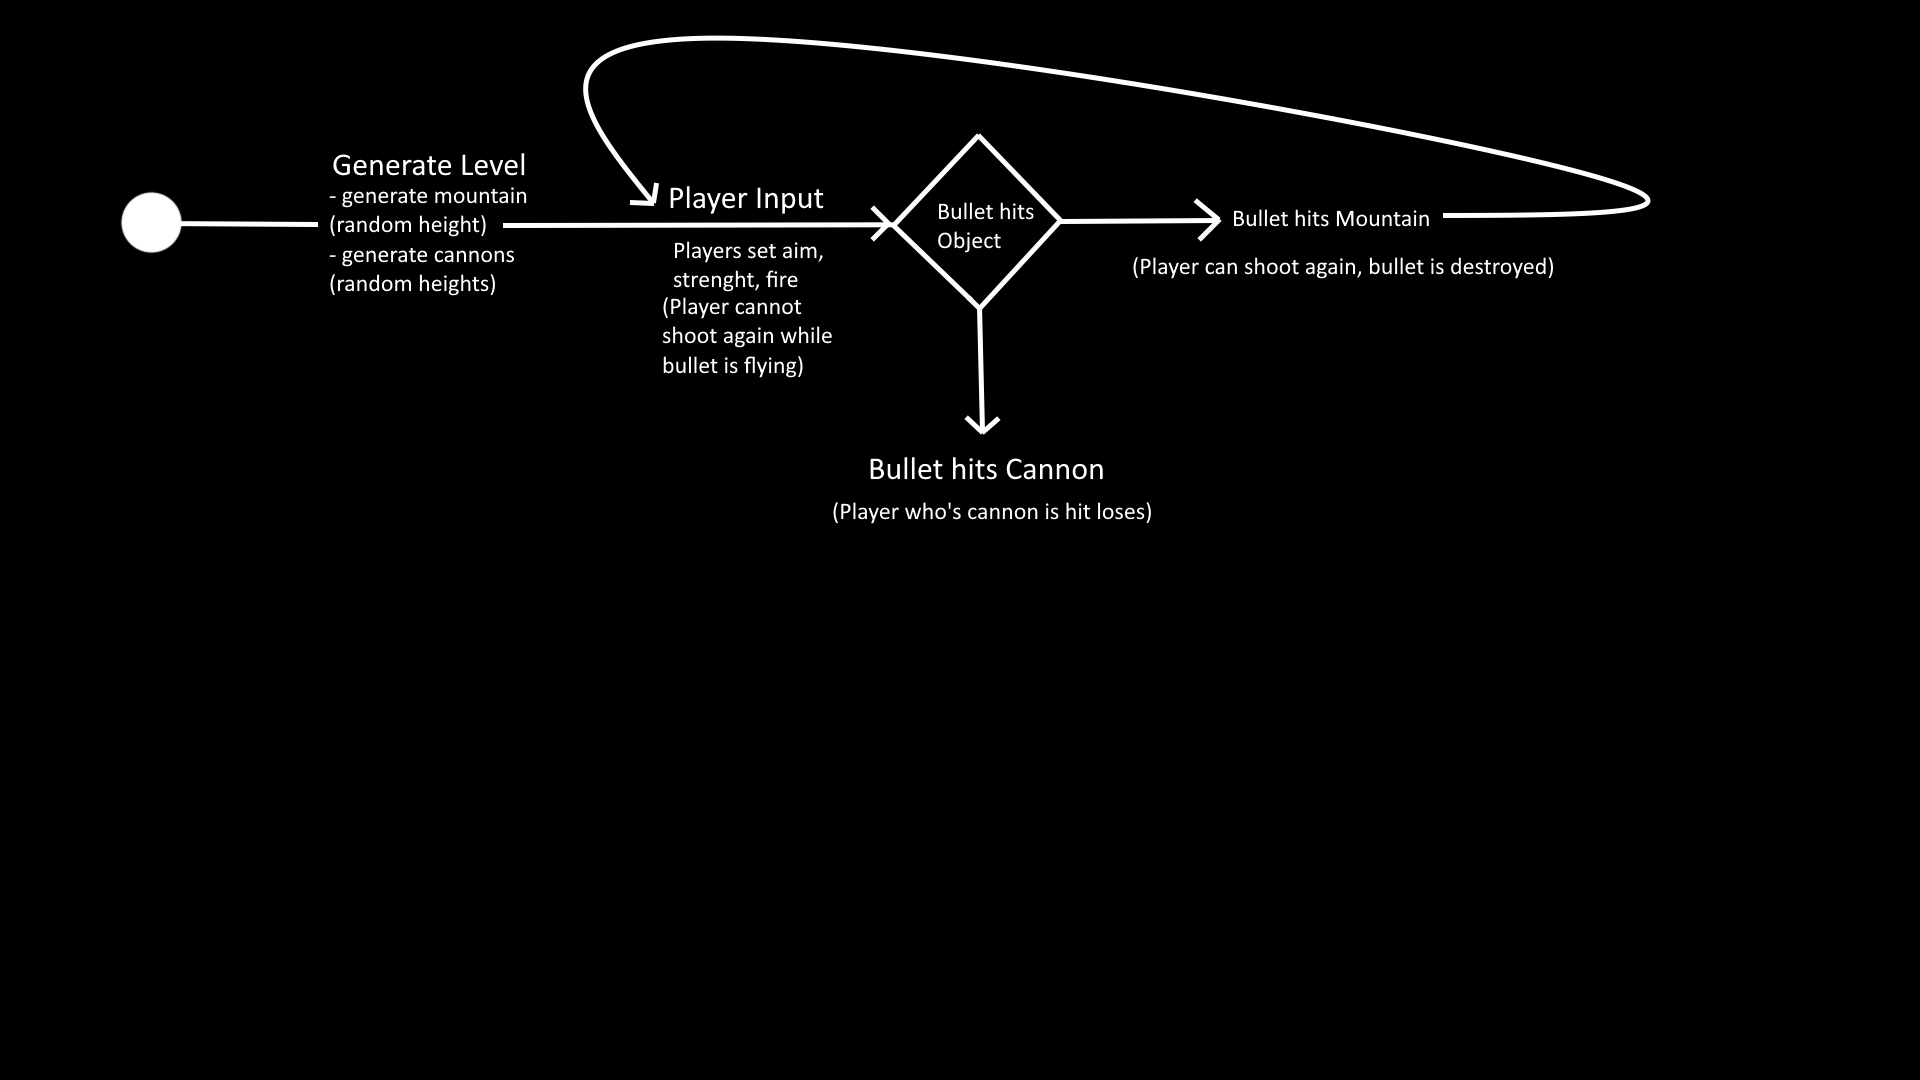 Generate Level
- generate mountain
(random height)
- generate cannons
(random heights)
Player Input
Players set aim,
strenght, fire
(Player cannot
shoot again while
bullet is flying)
Bullet hits
Object
Bullet hits Mountain
(Player can shoot again, bullet is destroyed)
Bullet hits Cannon
(Player who's cannon is hit loses)